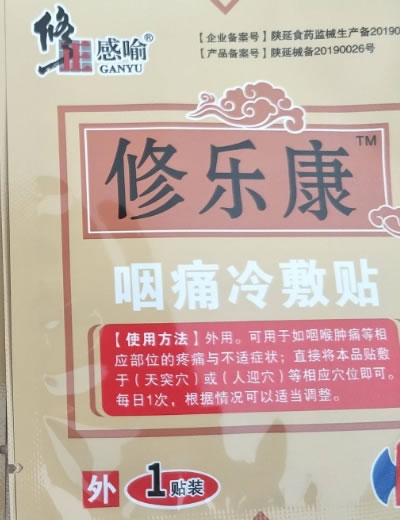 修正 感喻®
GANYU
【企业备案号】陕延食药监械生产备20190
【产品备案号】陕延械备20190026号
修乐康™
咽痛冷敷贴
【使用方法】外用。可用于如咽喉肿痛等相
应部位的疼痛与不适症状；直接将本品贴敷
于（天突穴）或（人迎穴）等相应穴位即可。
每日1次，根据情况可以适当调整。
外 1贴装